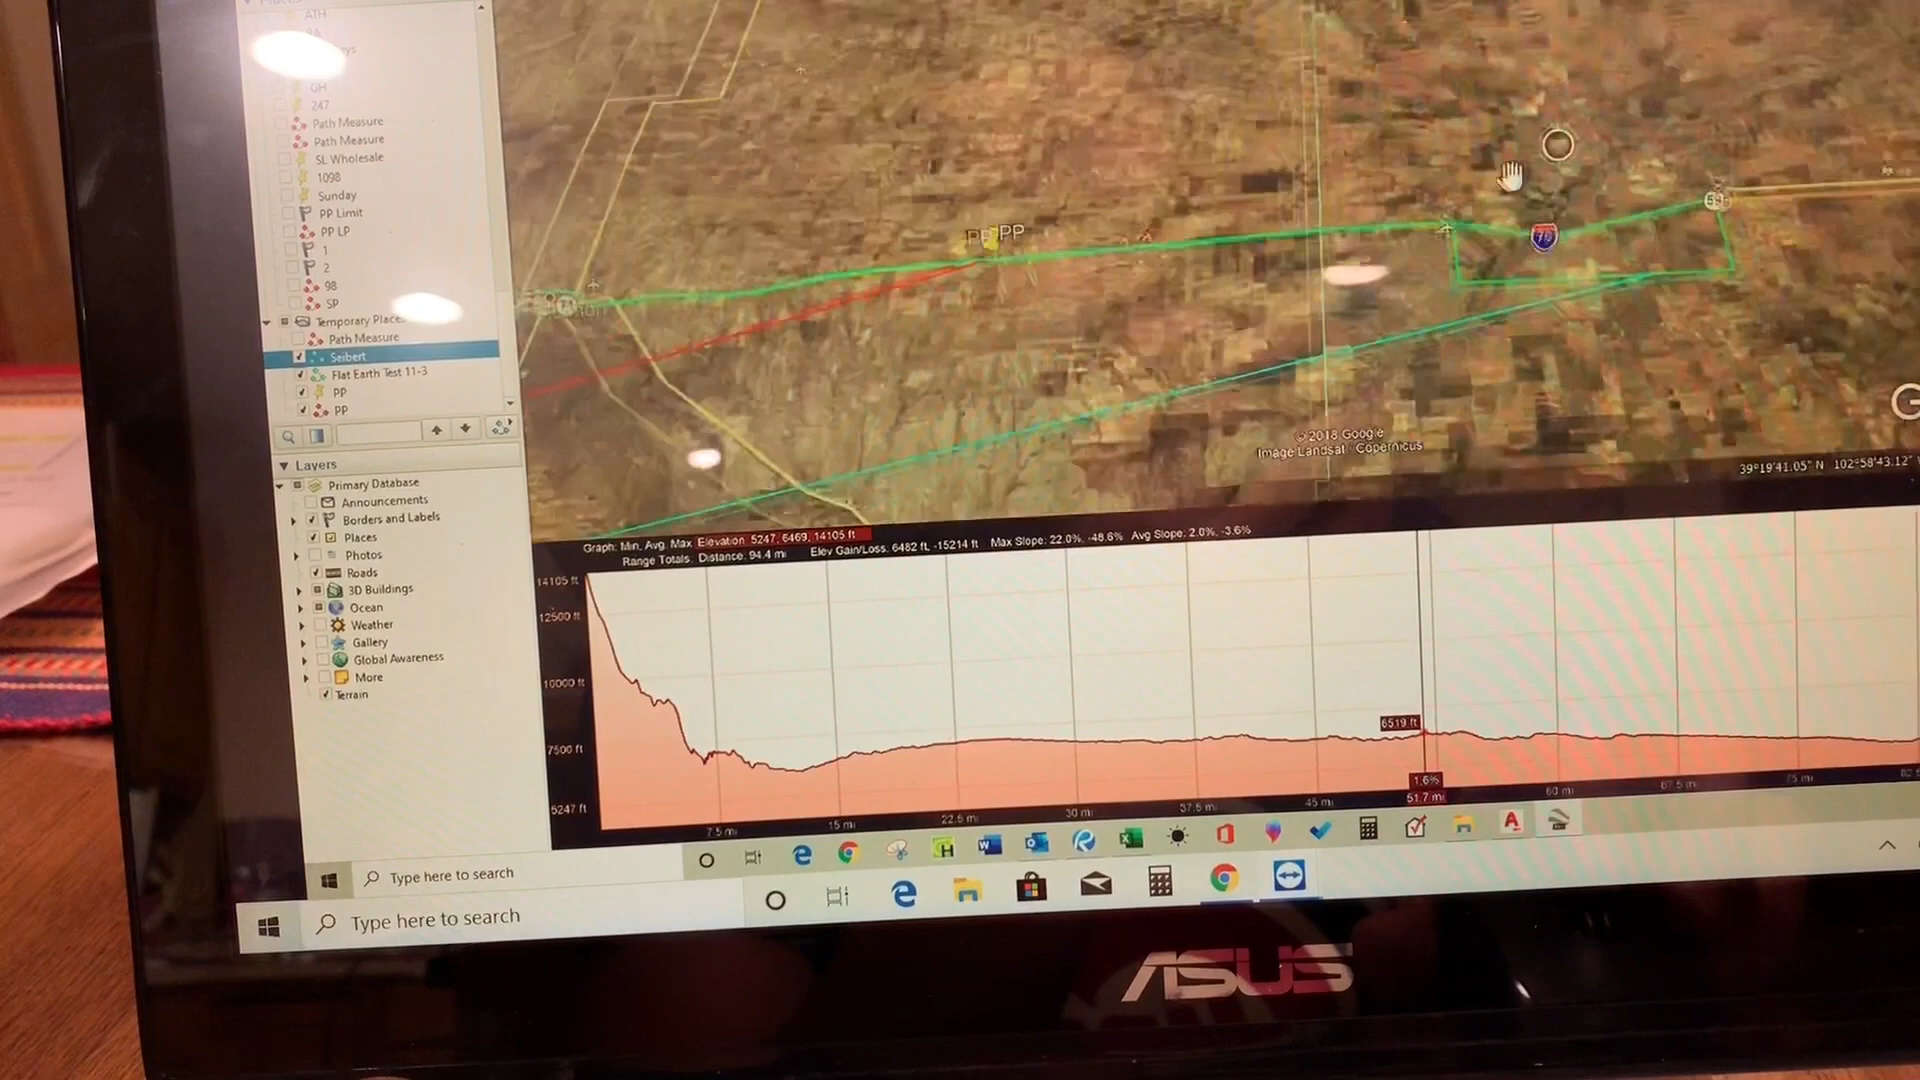 ATH
GH
247
Path Measure
Path Measure
SL Wholesale
1098
Sunday
PP Limit
PP LP
1
2
98
SP
Temporary Places
Path Measure
Seibert
Flat Earth Test 11-3
PP
PP
Layers
Primary Database
Announcements
Borders and Labels
Places
Photos
Roads
3D Buildings
Ocean
Weather
Gallery
Global Awareness
More
Terrain
PP PP
70
59
71
© 2018 Google
Image Landsat / Copernicus
39°19'41.05" N 102°58'43.12"
G
Graph: Min, Avg, Max Elevation: 5247, 6469, 14105 ft
Range Totals: Distance: 94.4 mi Elev Gain/Loss: 6482 ft, -15214 ft Max Slope: 22.0%, -48.6% Avg Slope: 2.0%, -3.6%
14105 ft
12500 ft
10000 ft
7500 ft
5247 ft
6519 ft
1.6%
51.7 mi
7.5 mi
15 mi
22.5 mi
30 mi
37.5 mi
45 mi
60 mi
67.5 mi
75 mi
82.5
Type here to search
Type here to search
ASUS